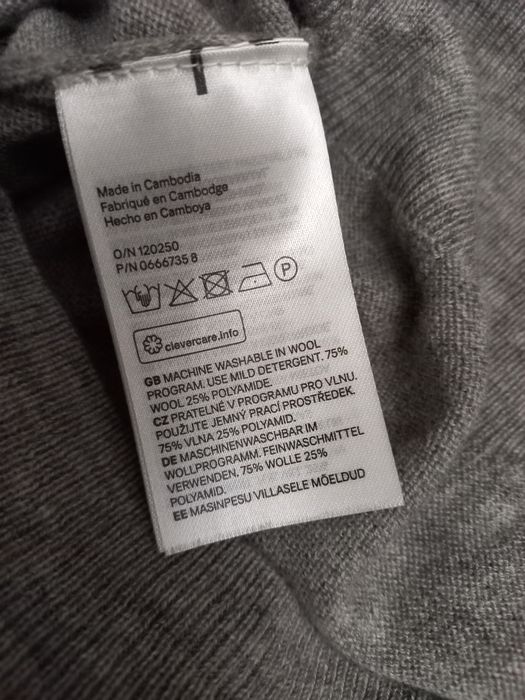 Made in Cambodia
Fabriqué en Cambodge
Hecho en Camboya
O/N 120250
P/N 0666735 8
P
clevercare.info
GB MACHINE WASHABLE IN WOOL
PROGRAM. USE MILD DETERGENT. 75%
WOOL 25% POLYAMIDE.
CZ PRATELNÉ V PROGRAMU PRO VLNU.
POUŽIJTE JEMNÝ PRACÍ PROSTŘEDEK.
75% VLNA 25% POLYAMID.
DE MASCHINENWASCHBAR IM
WOLLPROGRAMM. FEINWASCHMITTEL
VERWENDEN. 75% WOLLE 25%
POLYAMID.
EE MASINPESU VILLASELE MÕELDUD